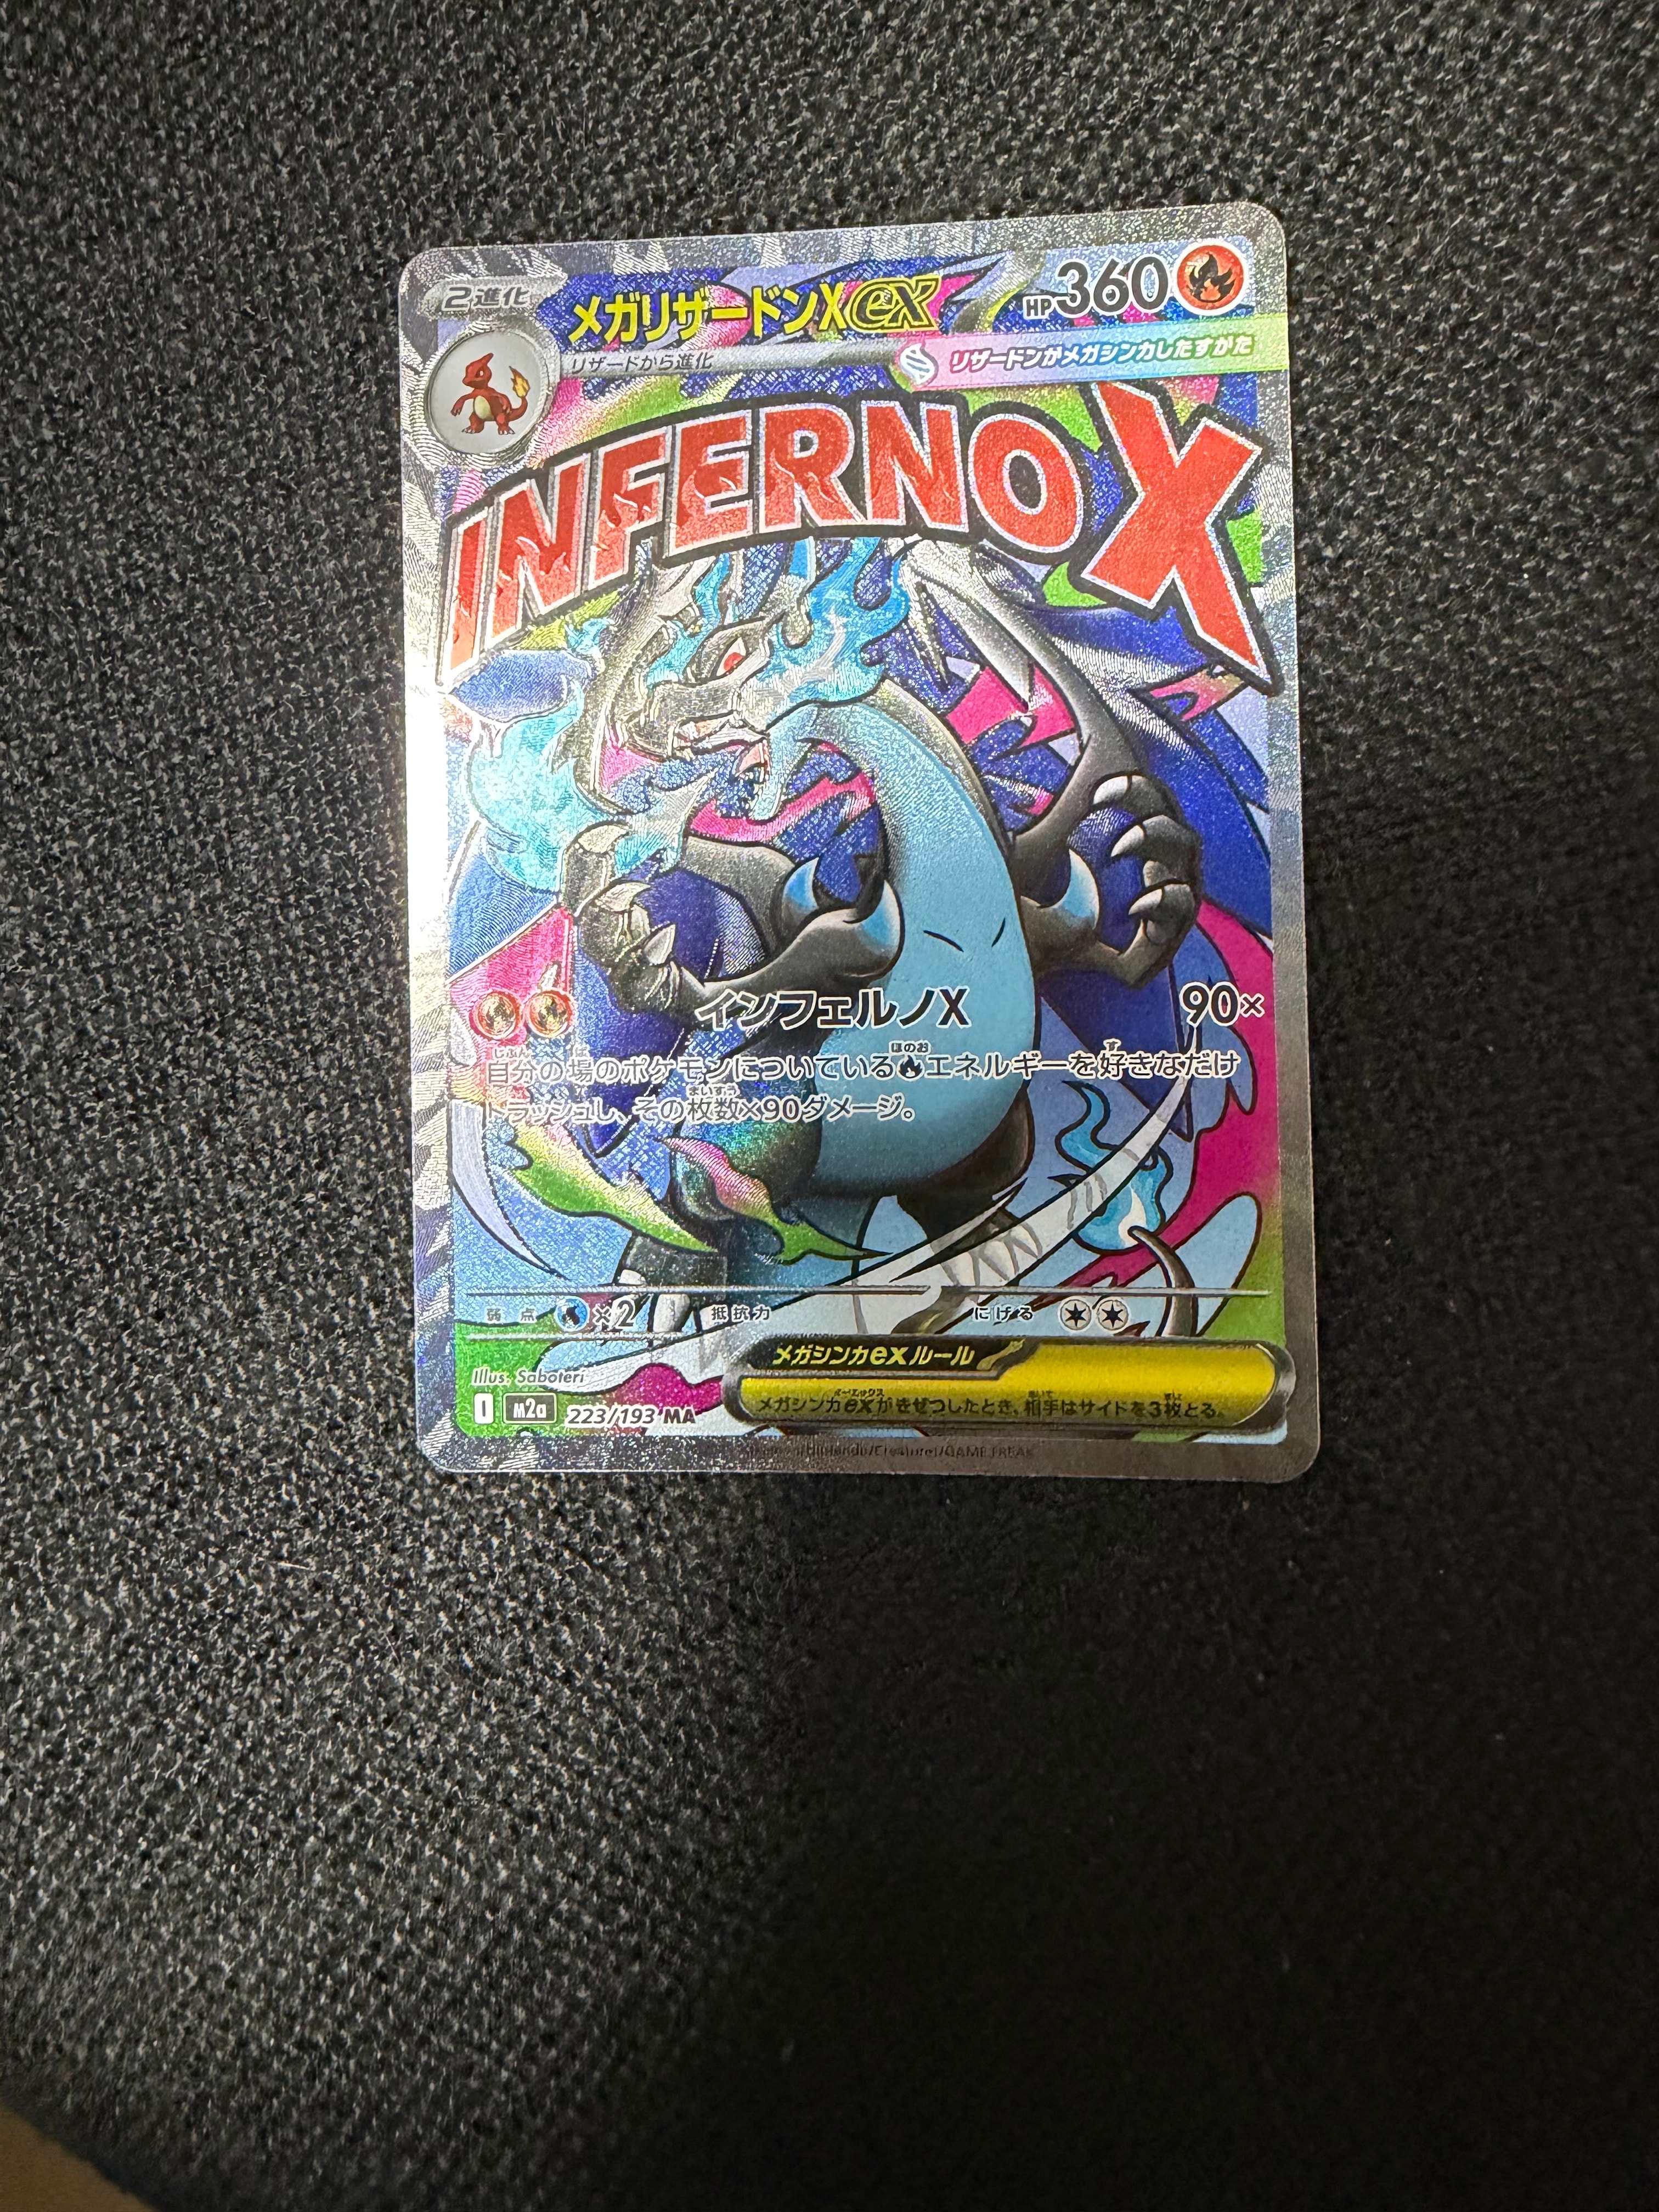 2進化 メガリザードンXex HP360
リザードから進化 リザードンがメガシンカしたすがた
INFERNOX
インフェルノX 90×
自分の場のポケモンについているエネルギーを好きなだけ
トラッシュし、その枚数×90ダメージ。
弱点 ×2 抵抗力 にげる
メガシンカexルール
メガシンカexがきぜつしたとき、相手はサイドを3枚とる。
Illus. Saboteri
I m2a 223/193 MA
/Nintendo/Creatures/GAME FREAK